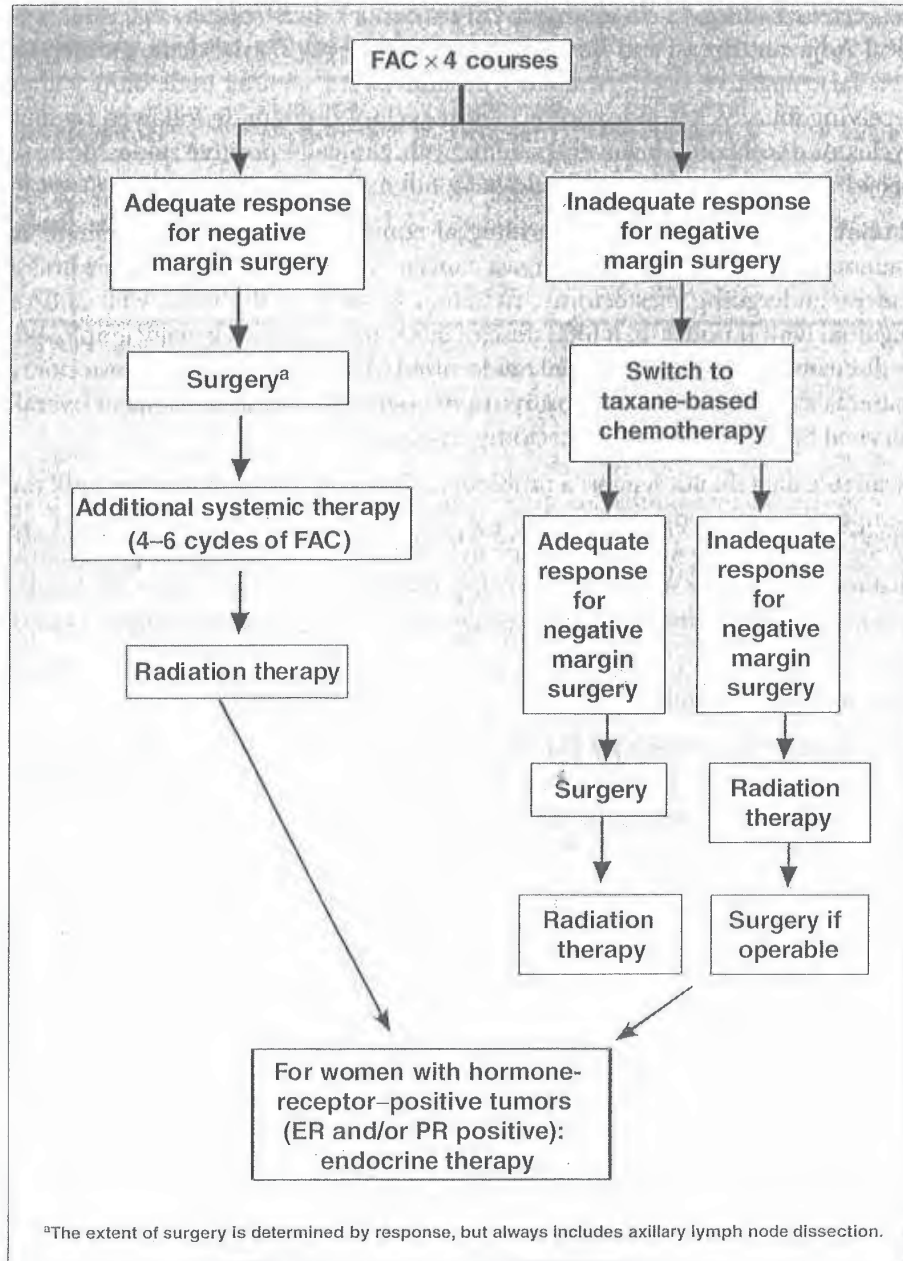 FAC × 4 courses
Adequate response
for negative
margin surgery
Inadequate response
for negative
margin surgery
Surgeryᵃ
Switch to
taxane-based
chemotherapy
Additional systemic therapy
(4–6 cycles of FAC)
Adequate
response
for
negative
margin
surgery
Inadequate
response
for
negative
margin
surgery
Radiation therapy
Surgery
Radiation
therapy
Radiation
therapy
Surgery if
operable
For women with hormone-
receptor–positive tumors
(ER and/or PR positive):
endocrine therapy
ᵃThe extent of surgery is determined by response, but always includes axillary lymph node dissection.